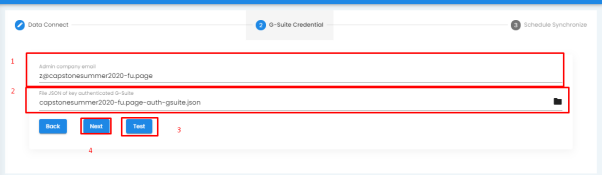 Data Connect
2 G-Suite Credential
3 Schedule Synchronize
1
Admin company email
z@capstonesummer2020-fu.page
2
File JSON of key authenticated G-Suite
capstonesummer2020-fu.page-auth-gsuite.json
Back Next Test
3
4